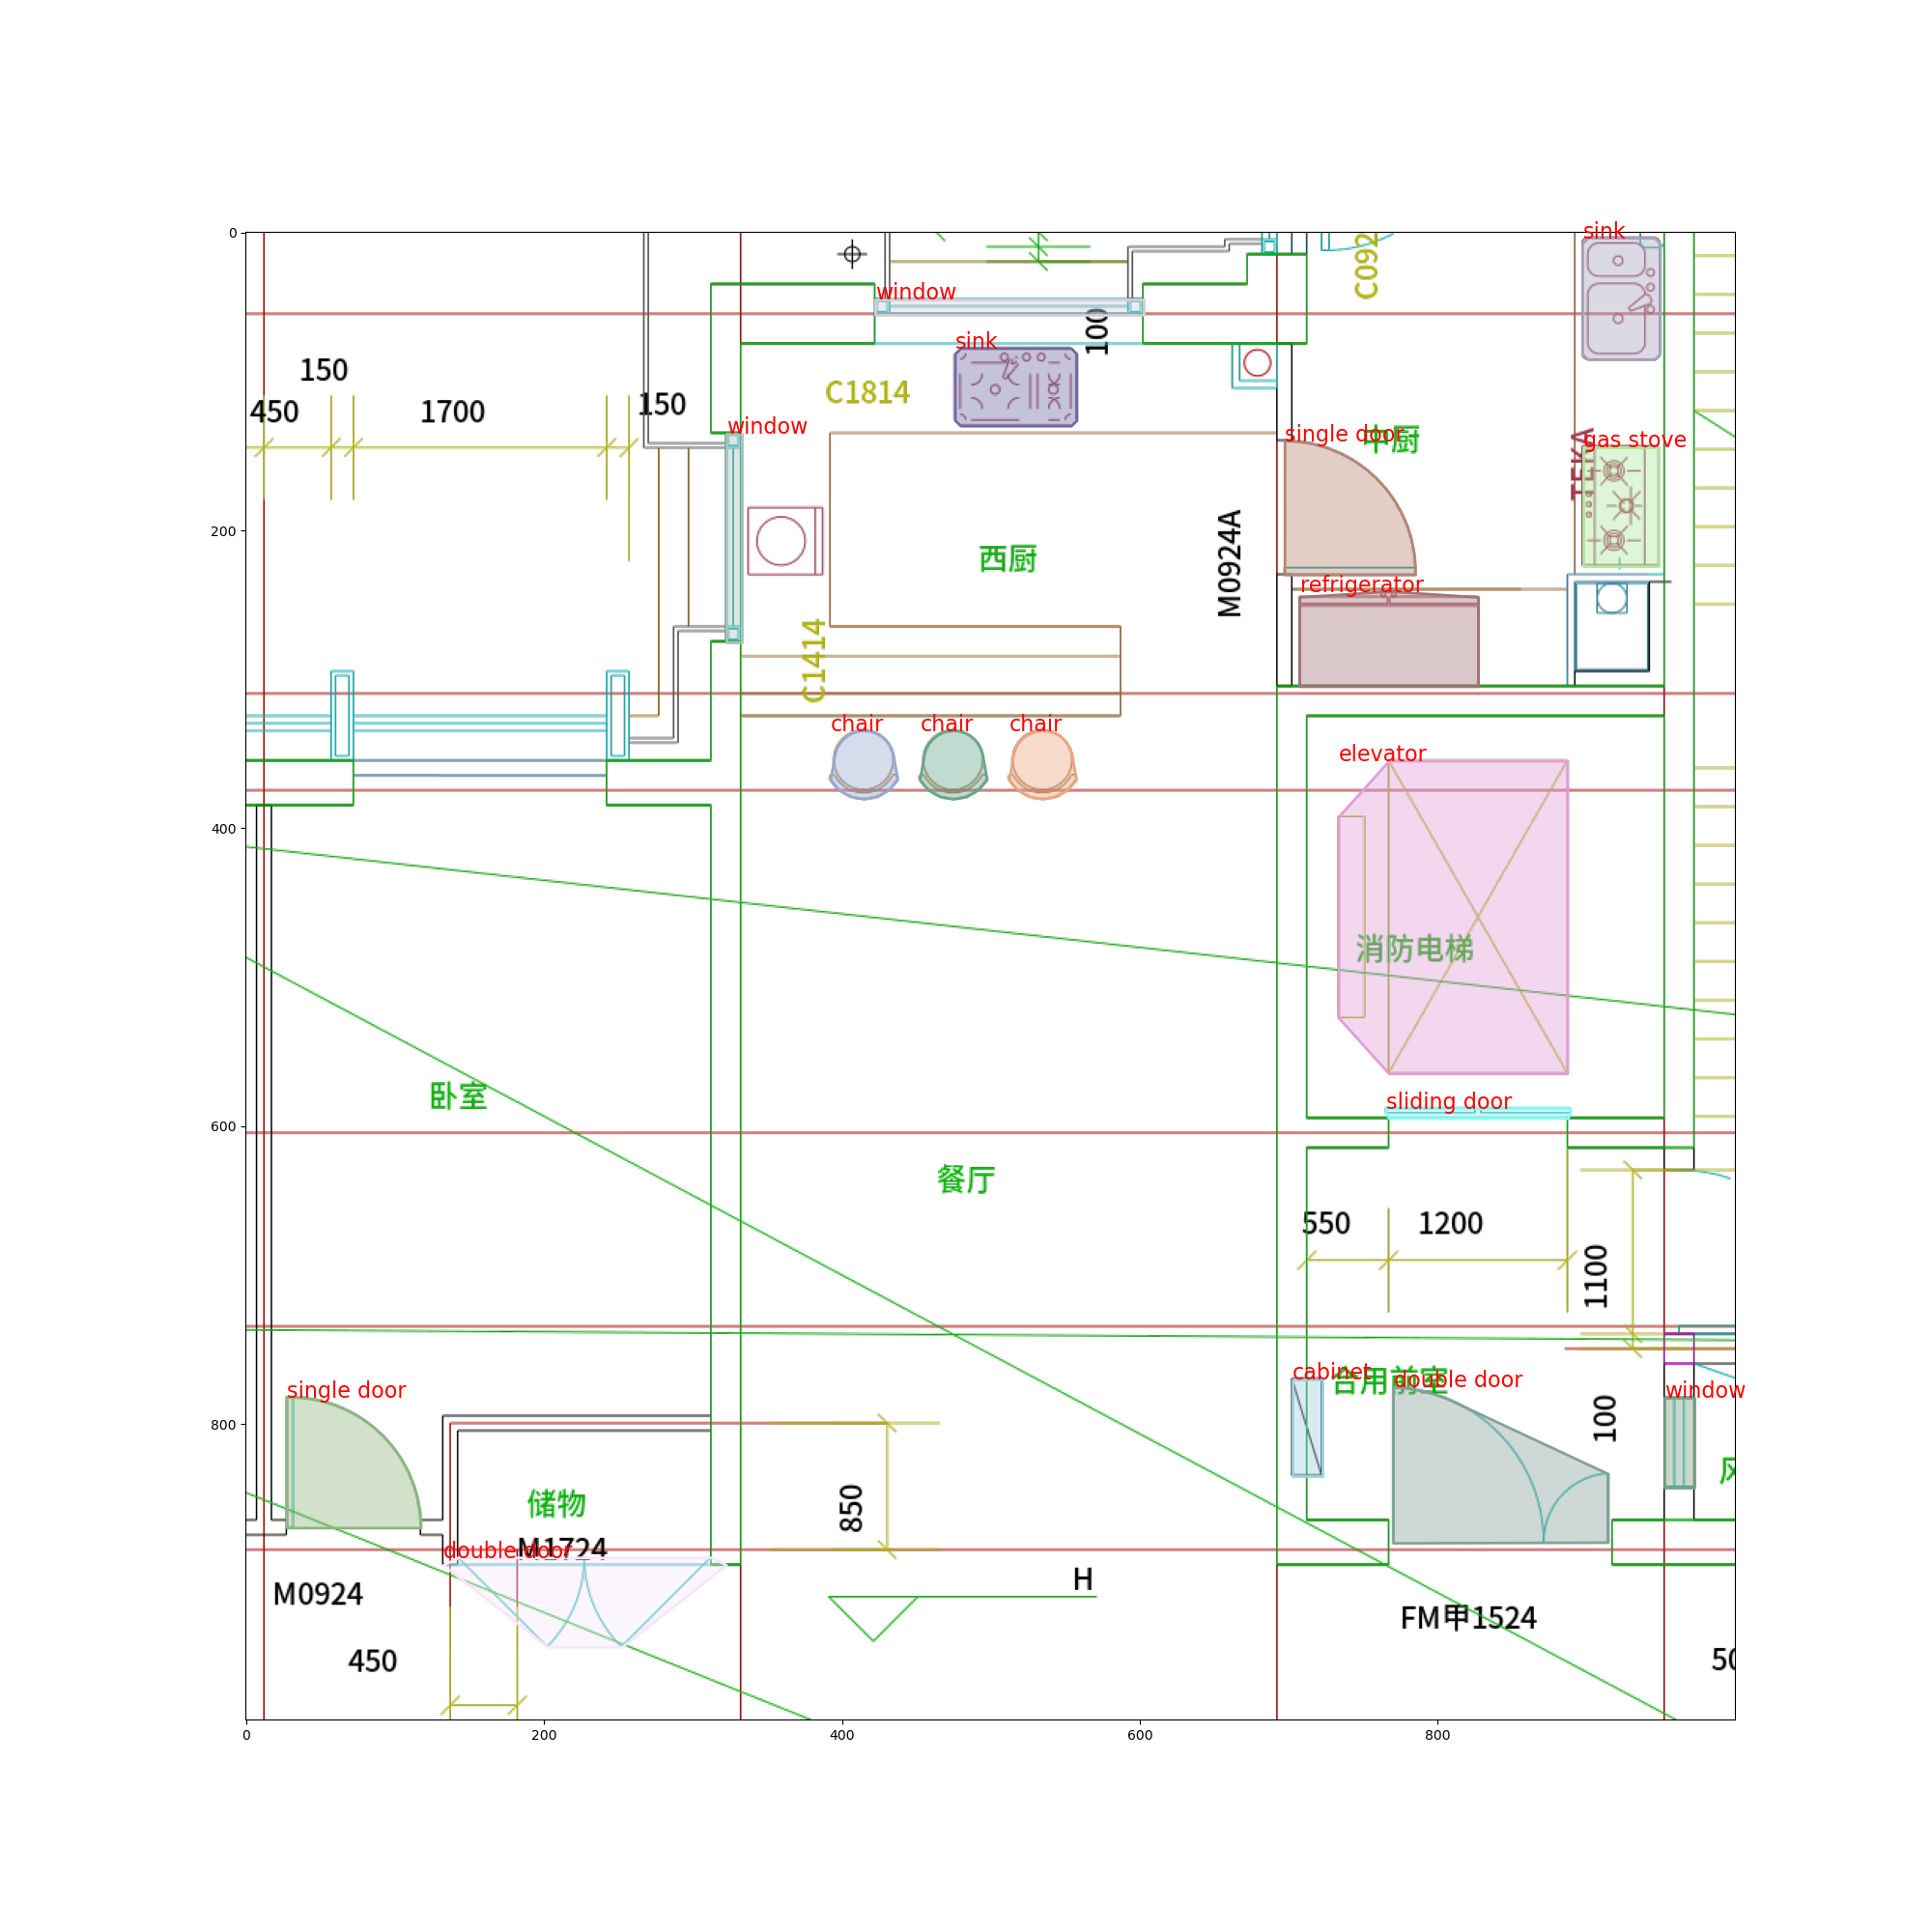 0
sink
C092
window
100
sink
150
450
1700
150
C1814
window
single door
中厨
gas stove
TEKA
200
西厨
M0924A
refrigerator
C1414
chair
chair
chair
elevator
400
消防电梯
卧室
sliding door
600
餐厅
550
1200
1100
合用前室
cabinet
double door
single door
window
800
100
储物
850
风
M1724
double door
M0924
H
FM甲1524
450
50
0
200
400
600
800